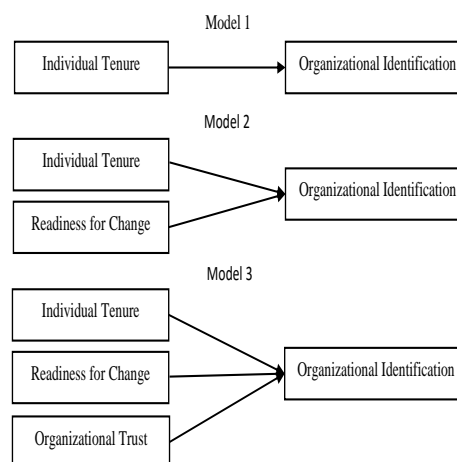 Model 1
Individual Tenure
Organizational Identification
Model 2
Individual Tenure
Organizational Identification
Readiness for Change
Model 3
Individual Tenure
Readiness for Change
Organizational Identification
Organizational Trust